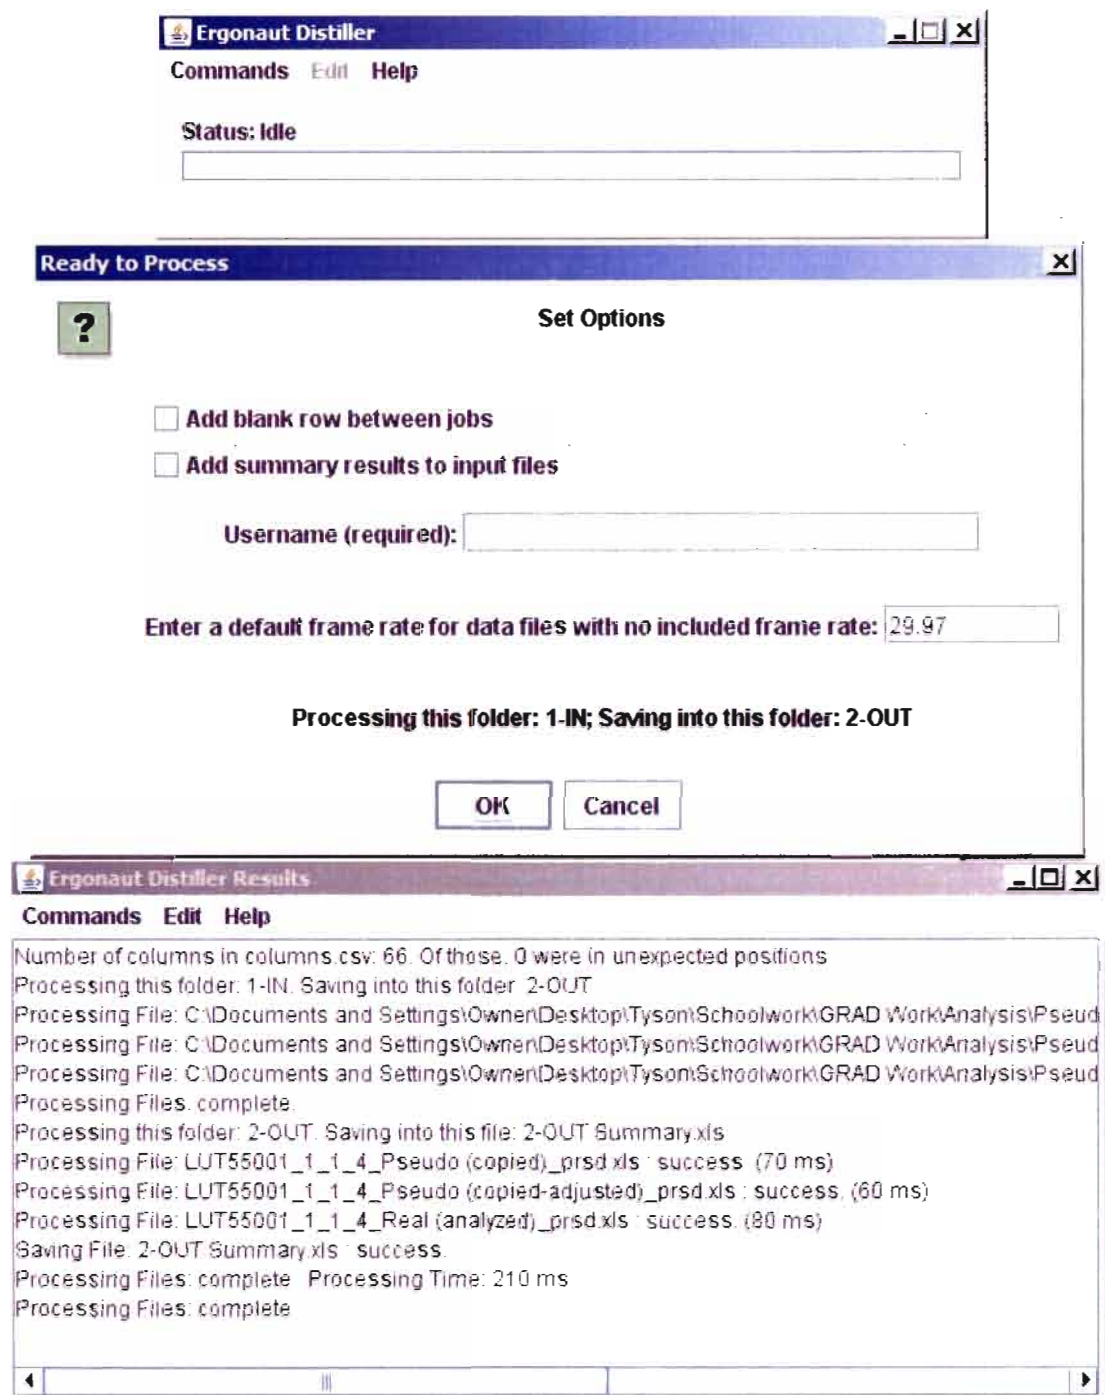 Ergonaut Distiller
Commands Edit Help
Status: Idle
Ready to Process
?
Set Options
Add blank row between jobs
Add summary results to input files
Username (required):
Enter a default frame rate for data files with no included frame rate: 29.97
Processing this folder: 1-IN; Saving into this folder: 2-OUT
OK Cancel
Ergonaut Distiller Results
Commands Edit Help
Number of columns in columns.csv: 66. Of those, 0 were in unexpected positions
Processing this folder: 1-IN. Saving into this folder 2-OUT
Processing File: C:\Documents and Settings\Owner\Desktop\Tyson\Schoolwork\GRAD Work\Analysis\Pseud
Processing File: C:\Documents and Settings\Owner\Desktop\Tyson\Schoolwork\GRAD Work\Analysis\Pseud
Processing File: C:\Documents and Settings\Owner\Desktop\Tyson\Schoolwork\GRAD Work\Analysis\Pseud
Processing Files. complete.
Processing this folder: 2-OUT. Saving into this file: 2-OUT Summary.xls
Processing File: LUT55001_1_1_4_Pseudo (copied)_prsd.xls : success. (70 ms)
Processing File: LUT55001_1_1_4_Pseudo (copied-adjusted)_prsd.xls : success. (60 ms)
Processing File: LUT55001_1_1_4_Real (analyzed)_prsd.xls : success. (80 ms)
Saving File: 2-OUT Summary.xls : success.
Processing Files: complete Processing Time: 210 ms
Processing Files: complete